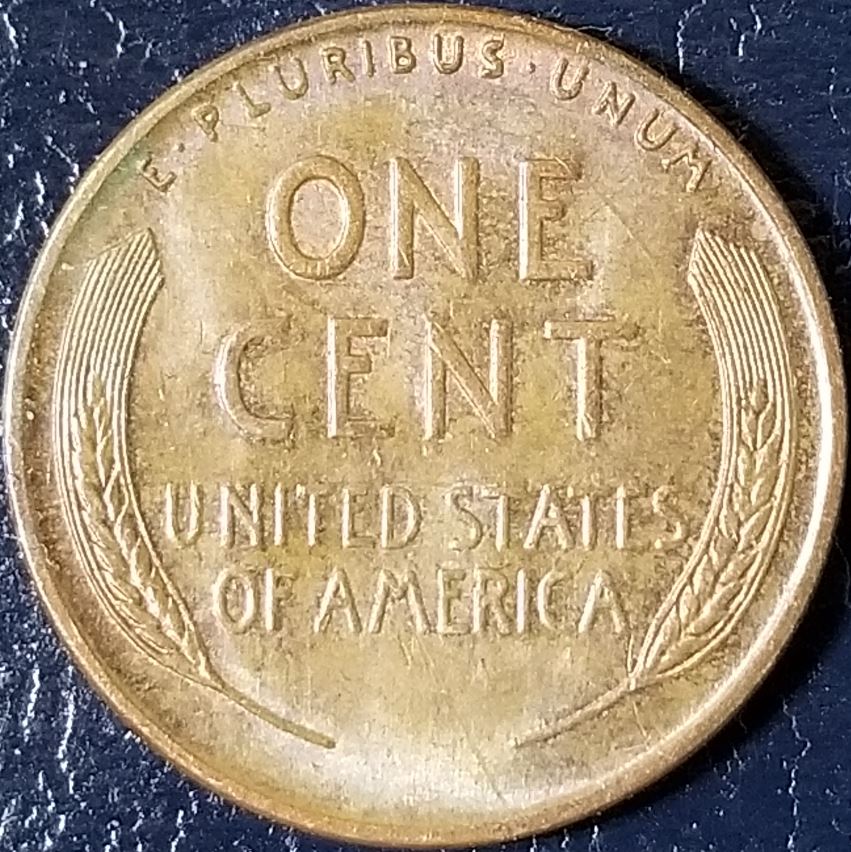 E · PLURIBUS · UNUM
ONE
CENT
UNITED STATES
OF AMERICA